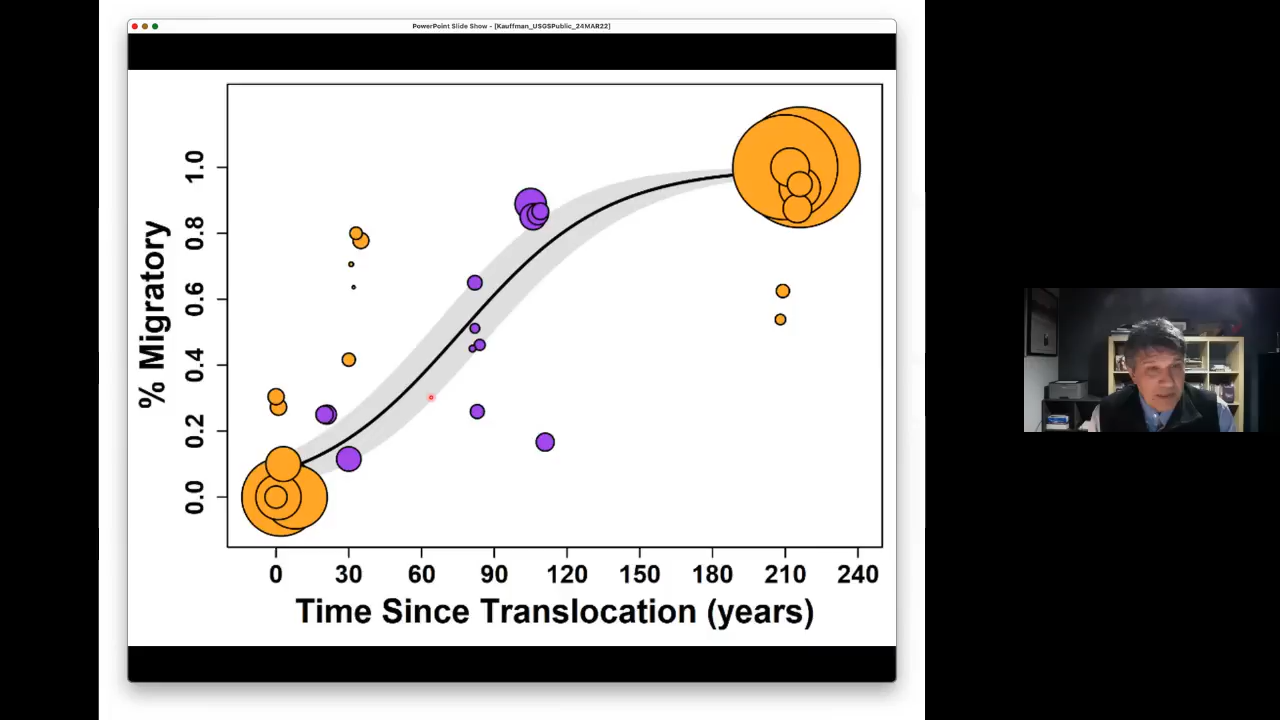 PowerPoint Slide Show - [Kauffman_USGSPublic_24MAR22]
% Migratory
1.0
0.8
0.6
0.4
0.2
0.0
0 30 60 90 120 150 180 210 240
Time Since Translocation (years)